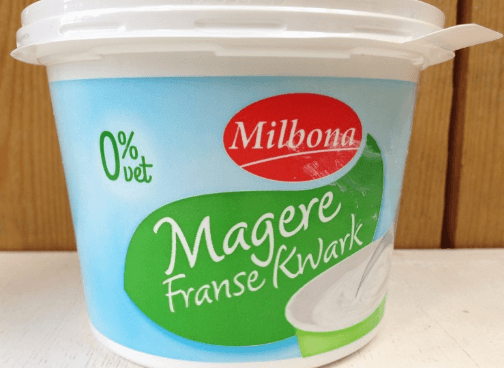 Milbona
0%
vet
Magere
Franse Kwark